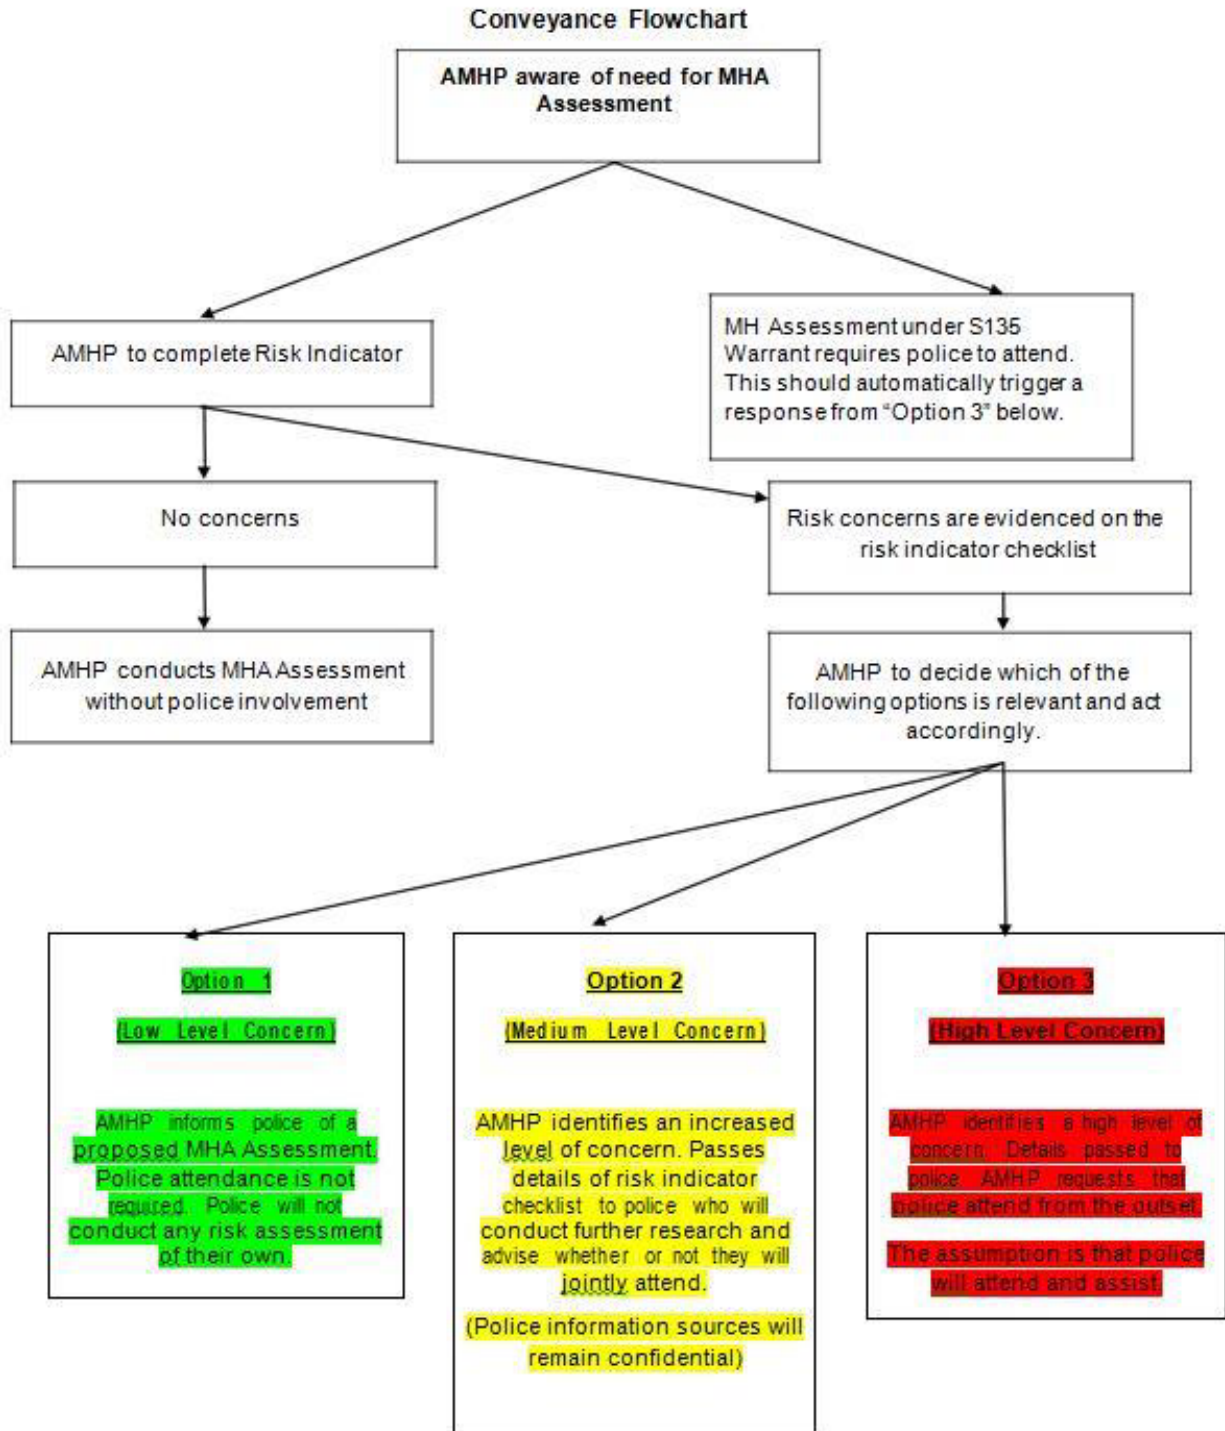 Conveyance Flowchart
AMHP aware of need for MHA
Assessment
AMHP to complete Risk Indicator
MH Assessment under S135
Warrant requires police to attend.
This should automatically trigger a
response from “Option 3” below.
No concerns
Risk concerns are evidenced on the
risk indicator checklist
AMHP conducts MHA Assessment
without police involvement
AMHP to decide which of the
following options is relevant and act
accordingly.
Option 1
(Low Level Concern)
AMHP informs police of a
proposed MHA Assessment.
Police attendance is not
required. Police will not
conduct any risk assessment
of their own.
Option 2
(Medium Level Concern)
AMHP identifies an increased
level of concern. Passes
details of risk indicator
checklist to police who will
conduct further research and
advise whether or not they will
jointly attend.
(Police information sources will
remain confidential)
Option 3
(High Level Concern)
AMHP identifies a high level of
concern. Details passed to
police. AMHP requests that
police attend from the outset.
The assumption is that police
will attend and assist.